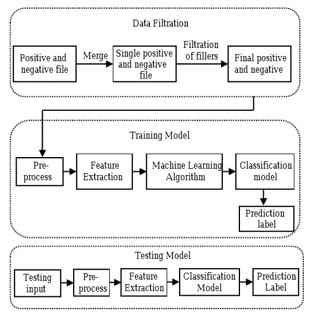 Data Filtration
Positive and
negative file
Merge
Single positive
and negative
file
Filtration
of fillers
Final positive
and negative
Training Model
Pre-
process
Feature
Extraction
Machine Learning
Algorithm
Classification
model
Prediction
label
Testing Model
Testing
input
Pre-
process
Feature
Extraction
Classification
Model
Prediction
Label